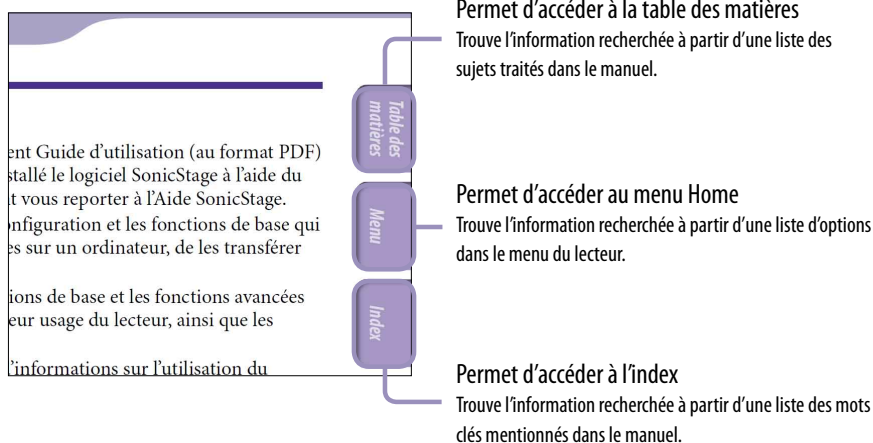 ent Guide d'utilisation (au format PDF)
stallé le logiciel SonicStage à l'aide du
t vous reporter à l'Aide SonicStage.
onfiguration et les fonctions de base qui
es sur un ordinateur, de les transférer
ions de base et les fonctions avancées
eur usage du lecteur, ainsi que les
'informations sur l'utilisation du
Table des
matières
Menu
Index
Permet d'accéder à la table des matières
Trouve l'information recherchée à partir d'une liste des
sujets traités dans le manuel.
Permet d'accéder au menu Home
Trouve l'information recherchée à partir d'une liste d'options
dans le menu du lecteur.
Permet d'accéder à l'index
Trouve l'information recherchée à partir d'une liste des mots
clés mentionnés dans le manuel.